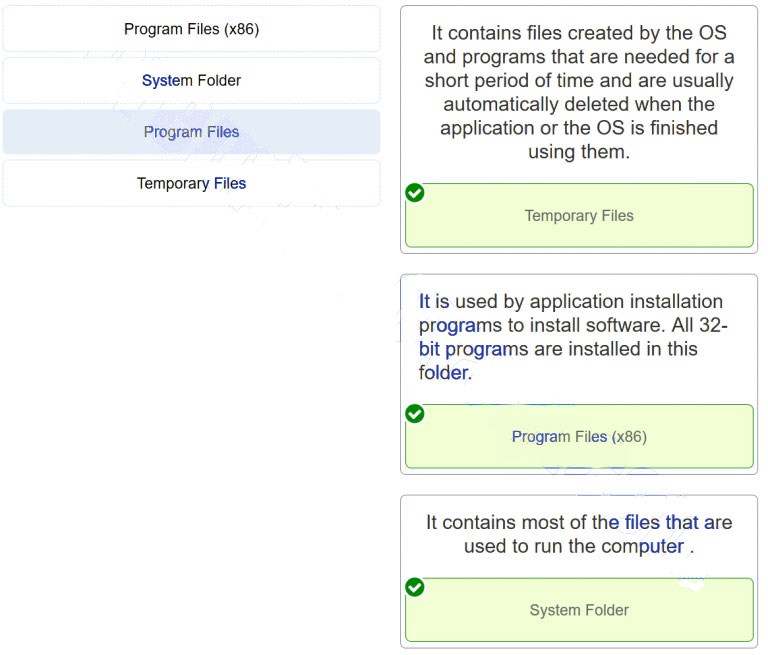 Program Files (x86)
System Folder
Program Files
Temporary Files
It contains files created by the OS
and programs that are needed for a
short period of time and are usually
automatically deleted when the
application or the OS is finished
using them.
Temporary Files
It is used by application installation
programs to install software. All 32-
bit programs are installed in this
folder.
Program Files (x86)
It contains most of the files that are
used to run the computer .
System Folder